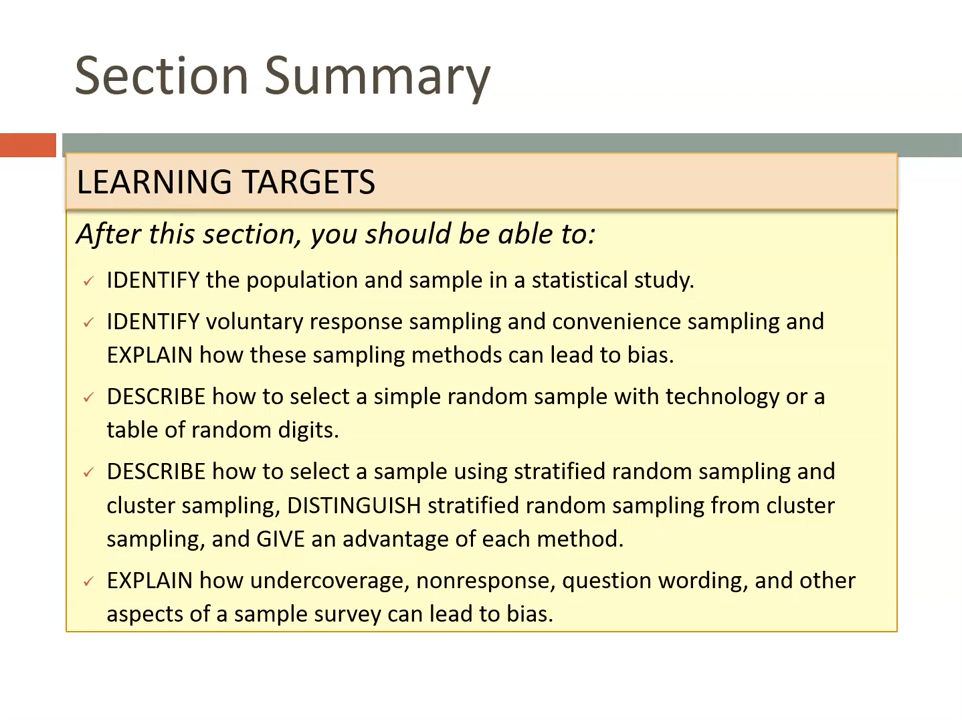 Section Summary
LEARNING TARGETS
After this section, you should be able to:
✓ IDENTIFY the population and sample in a statistical study.
✓ IDENTIFY voluntary response sampling and convenience sampling and
EXPLAIN how these sampling methods can lead to bias.
✓ DESCRIBE how to select a simple random sample with technology or a
table of random digits.
✓ DESCRIBE how to select a sample using stratified random sampling and
cluster sampling, DISTINGUISH stratified random sampling from cluster
sampling, and GIVE an advantage of each method.
✓ EXPLAIN how undercoverage, nonresponse, question wording, and other
aspects of a sample survey can lead to bias.